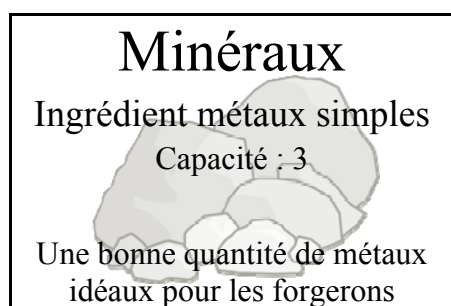 Minéraux
Ingrédient métaux simples
Capacité : 3
Une bonne quantité de métaux
idéaux pour les forgerons